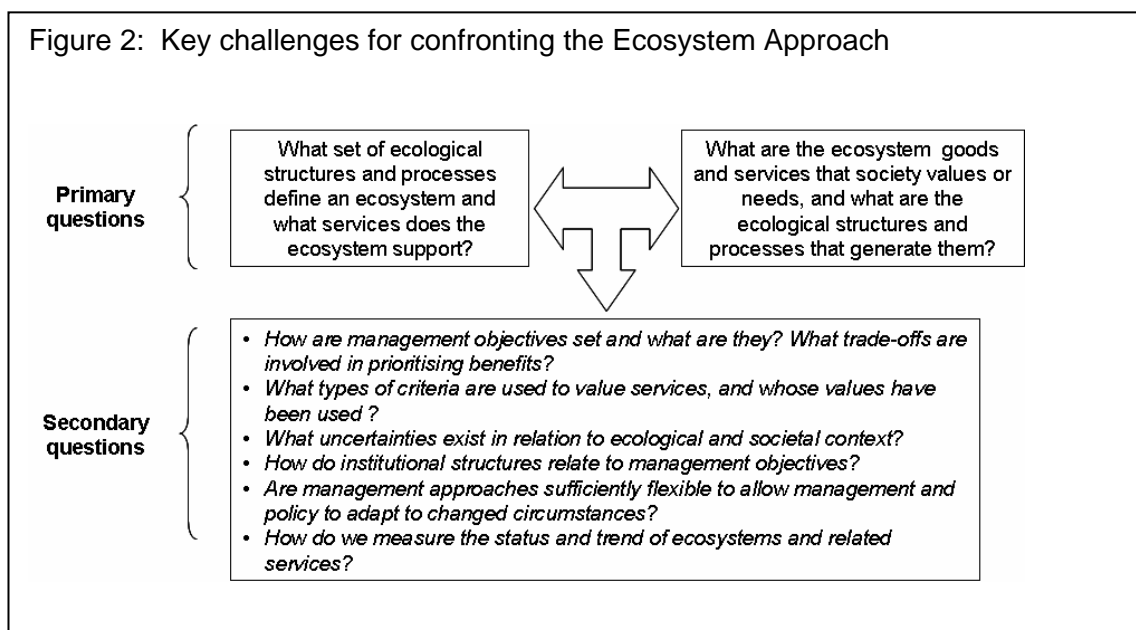 Figure 2:  Key challenges for confronting the Ecosystem Approach
Primary
questions
What set of ecological
structures and processes
define an ecosystem and
what services does the
ecosystem support?
What are the ecosystem goods
and services that society values or
needs, and what are the
ecological structures and
processes that generate them?
Secondary
questions
• How are management objectives set and what are they? What trade-offs are
involved in prioritising benefits?
• What types of criteria are used to value services, and whose values have
been used ?
• What uncertainties exist in relation to ecological and societal context?
• How do institutional structures relate to management objectives?
• Are management approaches sufficiently flexible to allow management and
policy to adapt to changed circumstances?
• How do we measure the status and trend of ecosystems and related
services?